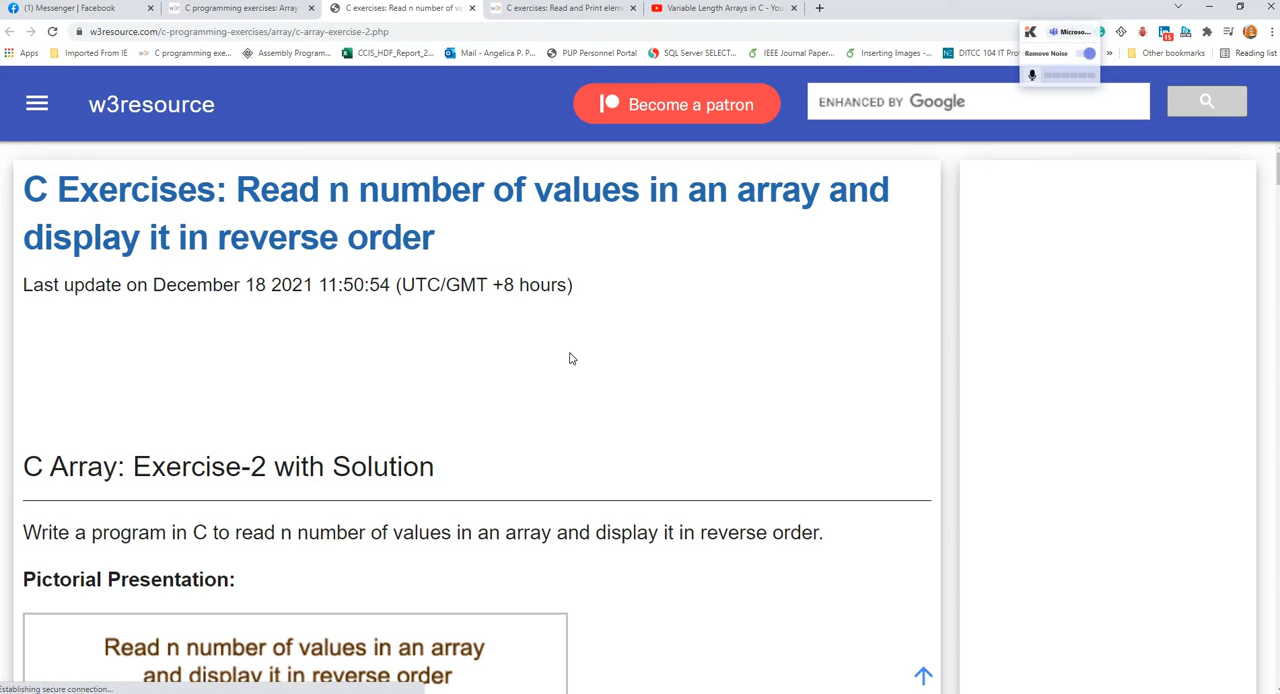 (1) Messenger | Facebook
C programming exercises: Array
C exercises: Read n number of va
C exercises: Read and Print elem
Variable Length Arrays in C - You
w3resource.com/c-programming-exercises/array/c-array-exercise-2.php
Apps
Imported From IE
C programming exe...
Assembly Program...
CCIS_HDF_Report_2...
Mail - Angelica P. P...
PUP Personnel Portal
SQL Server SELECT...
IEEE Journal Paper...
Inserting Images -...
DITCC 104 IT Pro
»
Other bookmarks
Reading list
Microso...
15
Remove Noise
w3resource
Become a patron
ENHANCED BY Google
C Exercises: Read n number of values in an array and
display it in reverse order
Last update on December 18 2021 11:50:54 (UTC/GMT +8 hours)
C Array: Exercise-2 with Solution
Write a program in C to read n number of values in an array and display it in reverse order.
Pictorial Presentation:
Read n number of values in an array
and display it in reverse order
Establishing secure connection...